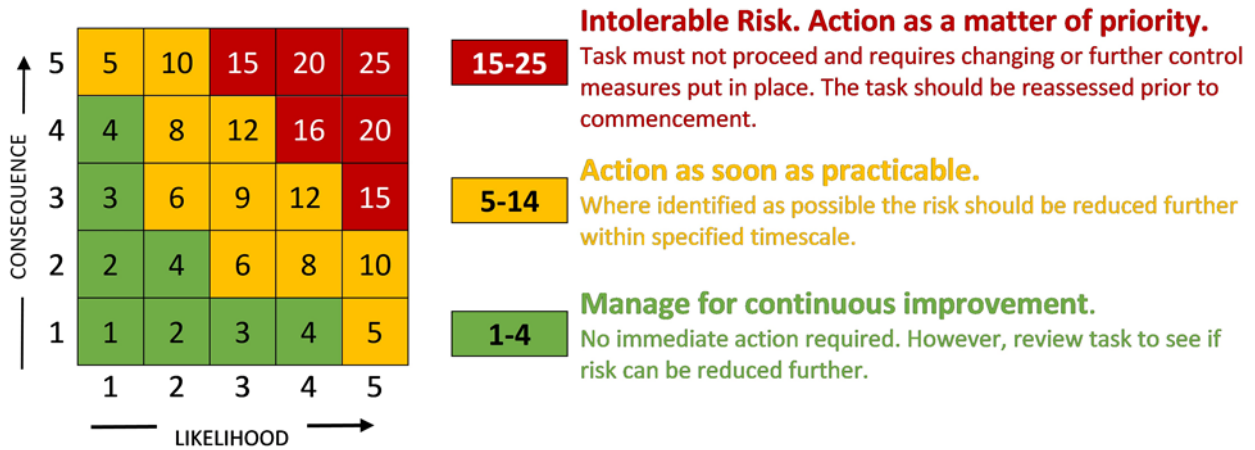 Intolerable Risk. Action as a matter of priority.
15-25
Task must not proceed and requires changing or further control
measures put in place. The task should be reassessed prior to
commencement.
Action as soon as practicable.
5-14
Where identified as possible the risk should be reduced further
within specified timescale.
Manage for continuous improvement.
1-4
No immediate action required. However, review task to see if
risk can be reduced further.
CONSEQUENCE
5 5 10 15 20 25
4 4 8 12 16 20
3 3 6 9 12 15
2 2 4 6 8 10
1 1 2 3 4 5
1 2 3 4 5
LIKELIHOOD